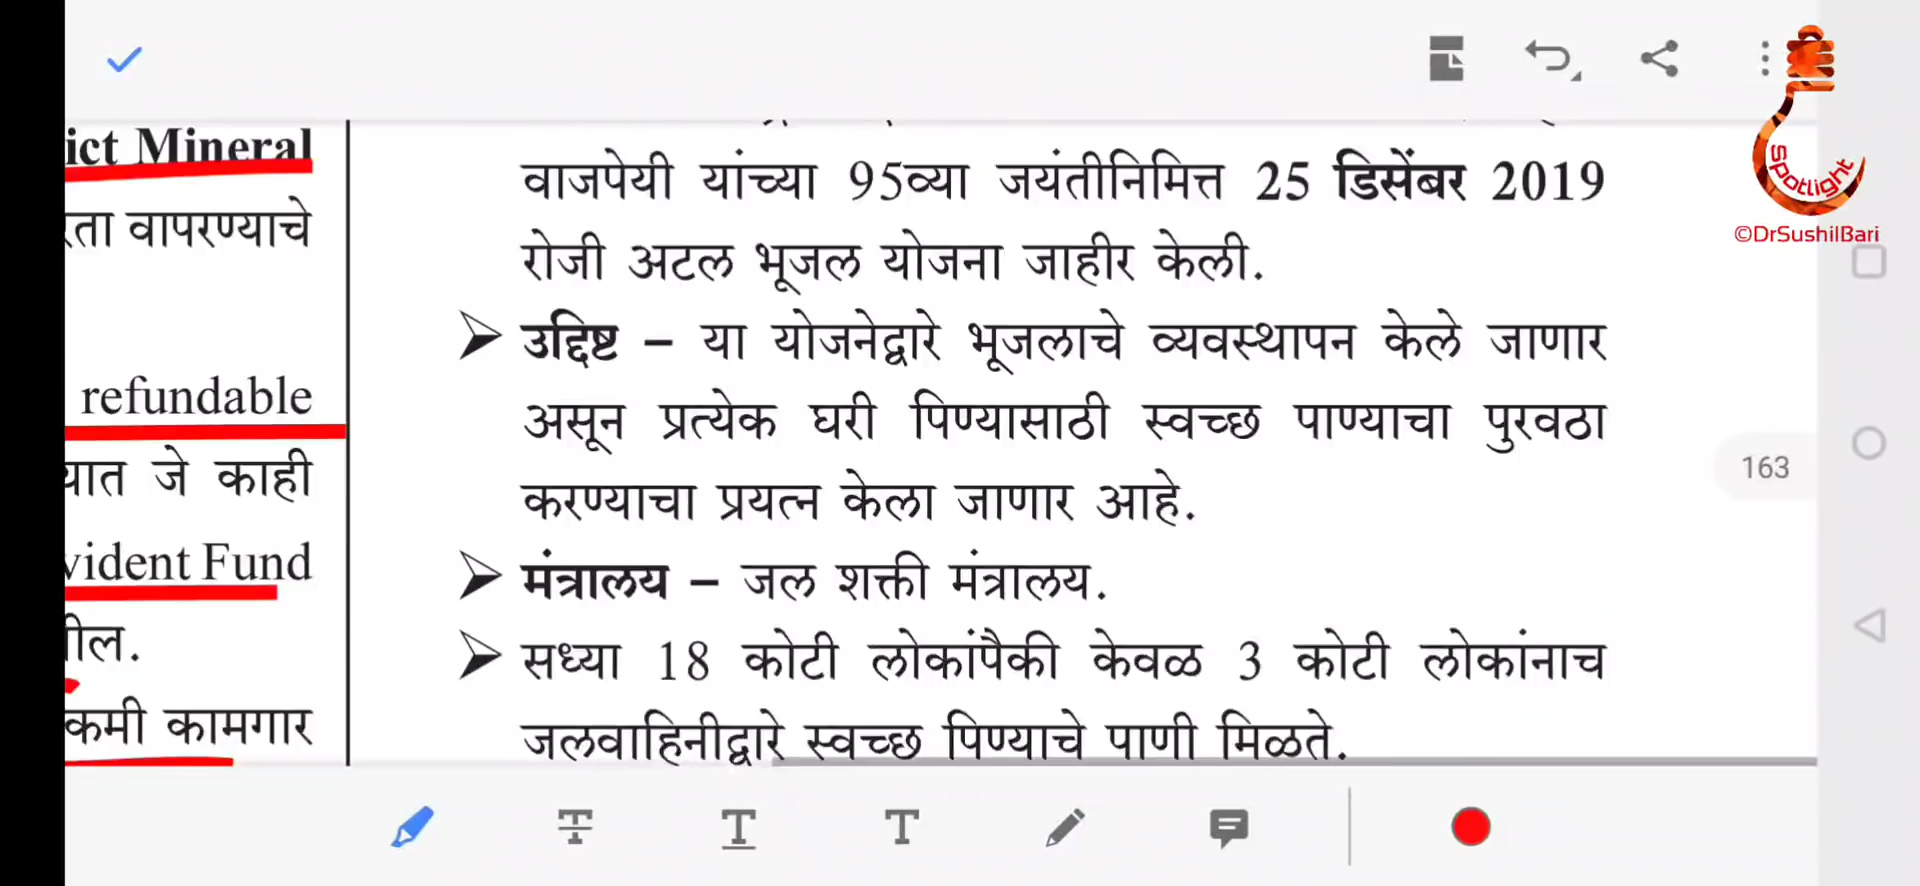 ict Mineral
रता वापरण्याचे
refundable
यात जे काही
vident Fund
तील.
कमी कामगार
वाजपेयी यांच्या 95व्या जयंतीनिमित्त 25 डिसेंबर 2019
रोजी अटल भूजल योजना जाहीर केली.
➢ उद्दिष्ट – या योजनेद्वारे भूजलाचे व्यवस्थापन केले जाणार
असून प्रत्येक घरी पिण्यासाठी स्वच्छ पाण्याचा पुरवठा
करण्याचा प्रयत्न केला जाणार आहे.
➢ मंत्रालय – जल शक्ती मंत्रालय.
➢ सध्या 18 कोटी लोकांपैकी केवळ 3 कोटी लोकांनाच
जलवाहिनीद्वारे स्वच्छ पिण्याचे पाणी मिळते.
163
Spotlight
©DrSushilBari